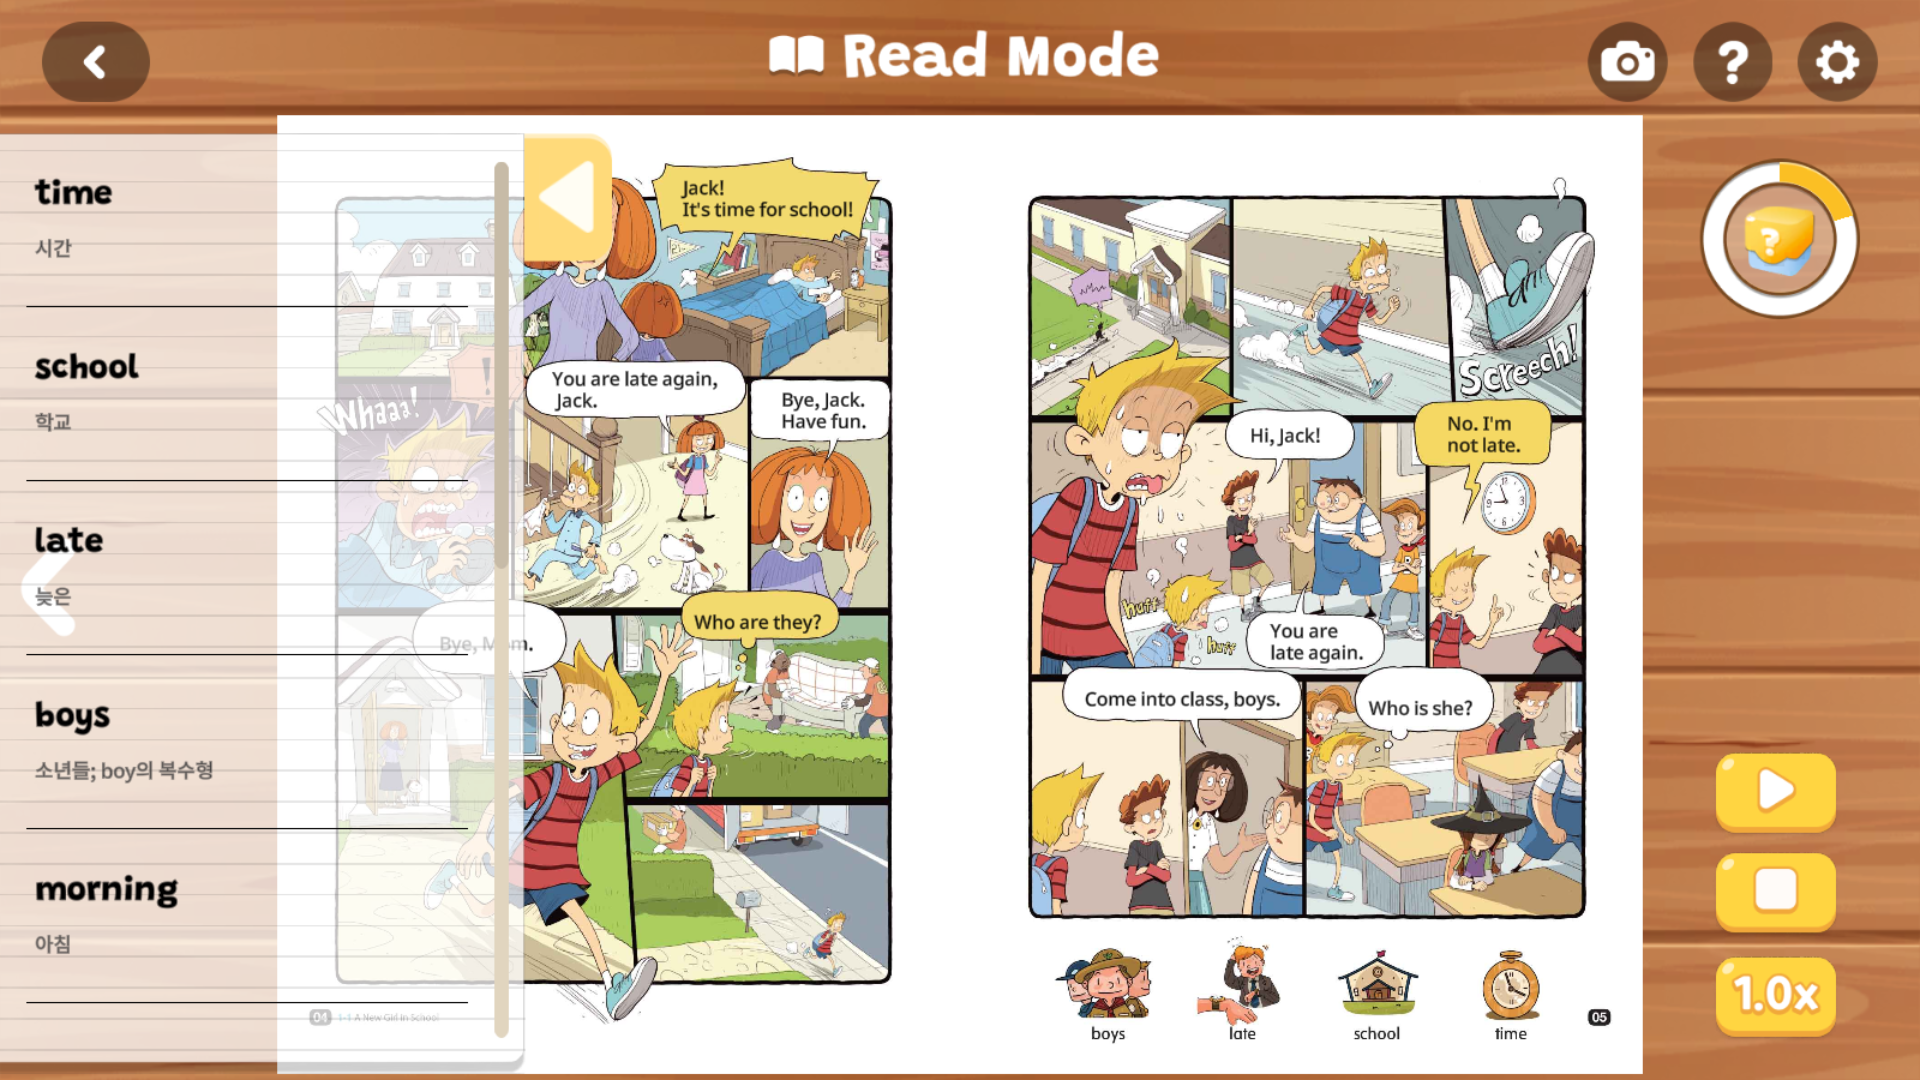 Read Mode
time
시간
school
학교
late
늦은
boys
소년들; boy의 복수형
morning
아침
Jack!
It's time for school!
Whaaa!
You are late again,
Jack.
Bye, Jack.
Have fun.
Bye, Mom.
Who are they?
04 1-1 A New Girl in School
Screech!
Hi, Jack!
No. I'm
not late.
huff
huff
You are
late again.
Come into class, boys.
Who is she?
boys
late
school
time
05
1.0x